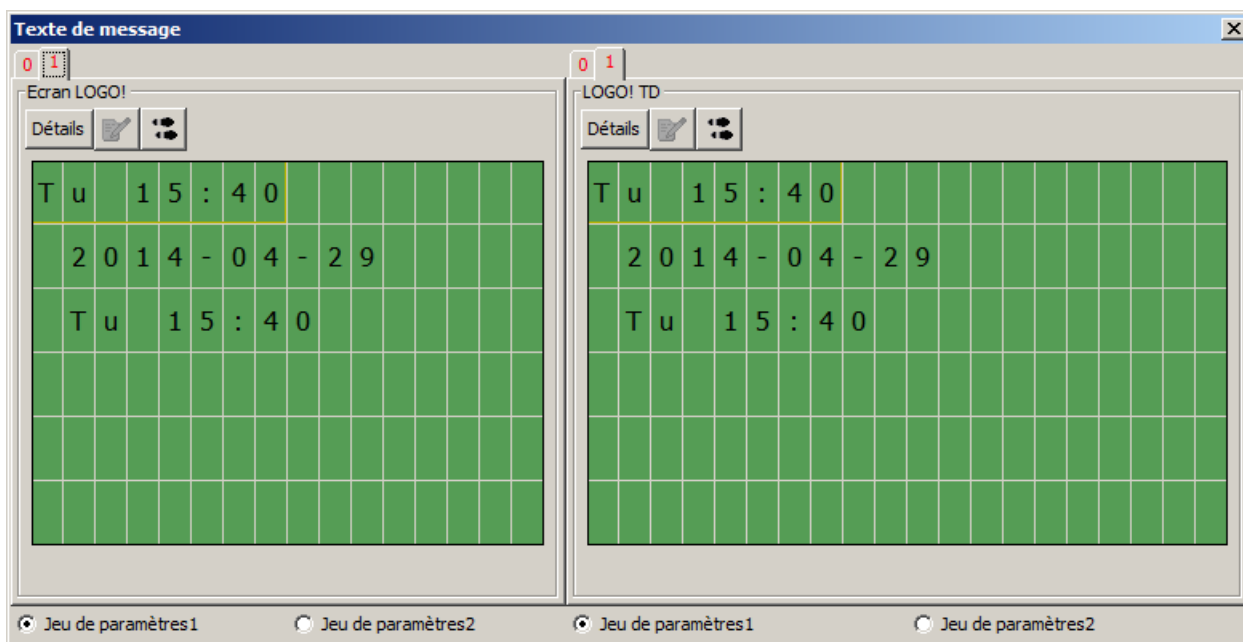 Texte de message
0 1
Ecran LOGO!
Détails
Tu 15:40
2014-04-29
Tu 15:40
Jeu de paramètres1 Jeu de paramètres2
0 1
LOGO! TD
Détails
Tu 15:40
2014-04-29
Tu 15:40
Jeu de paramètres1 Jeu de paramètres2